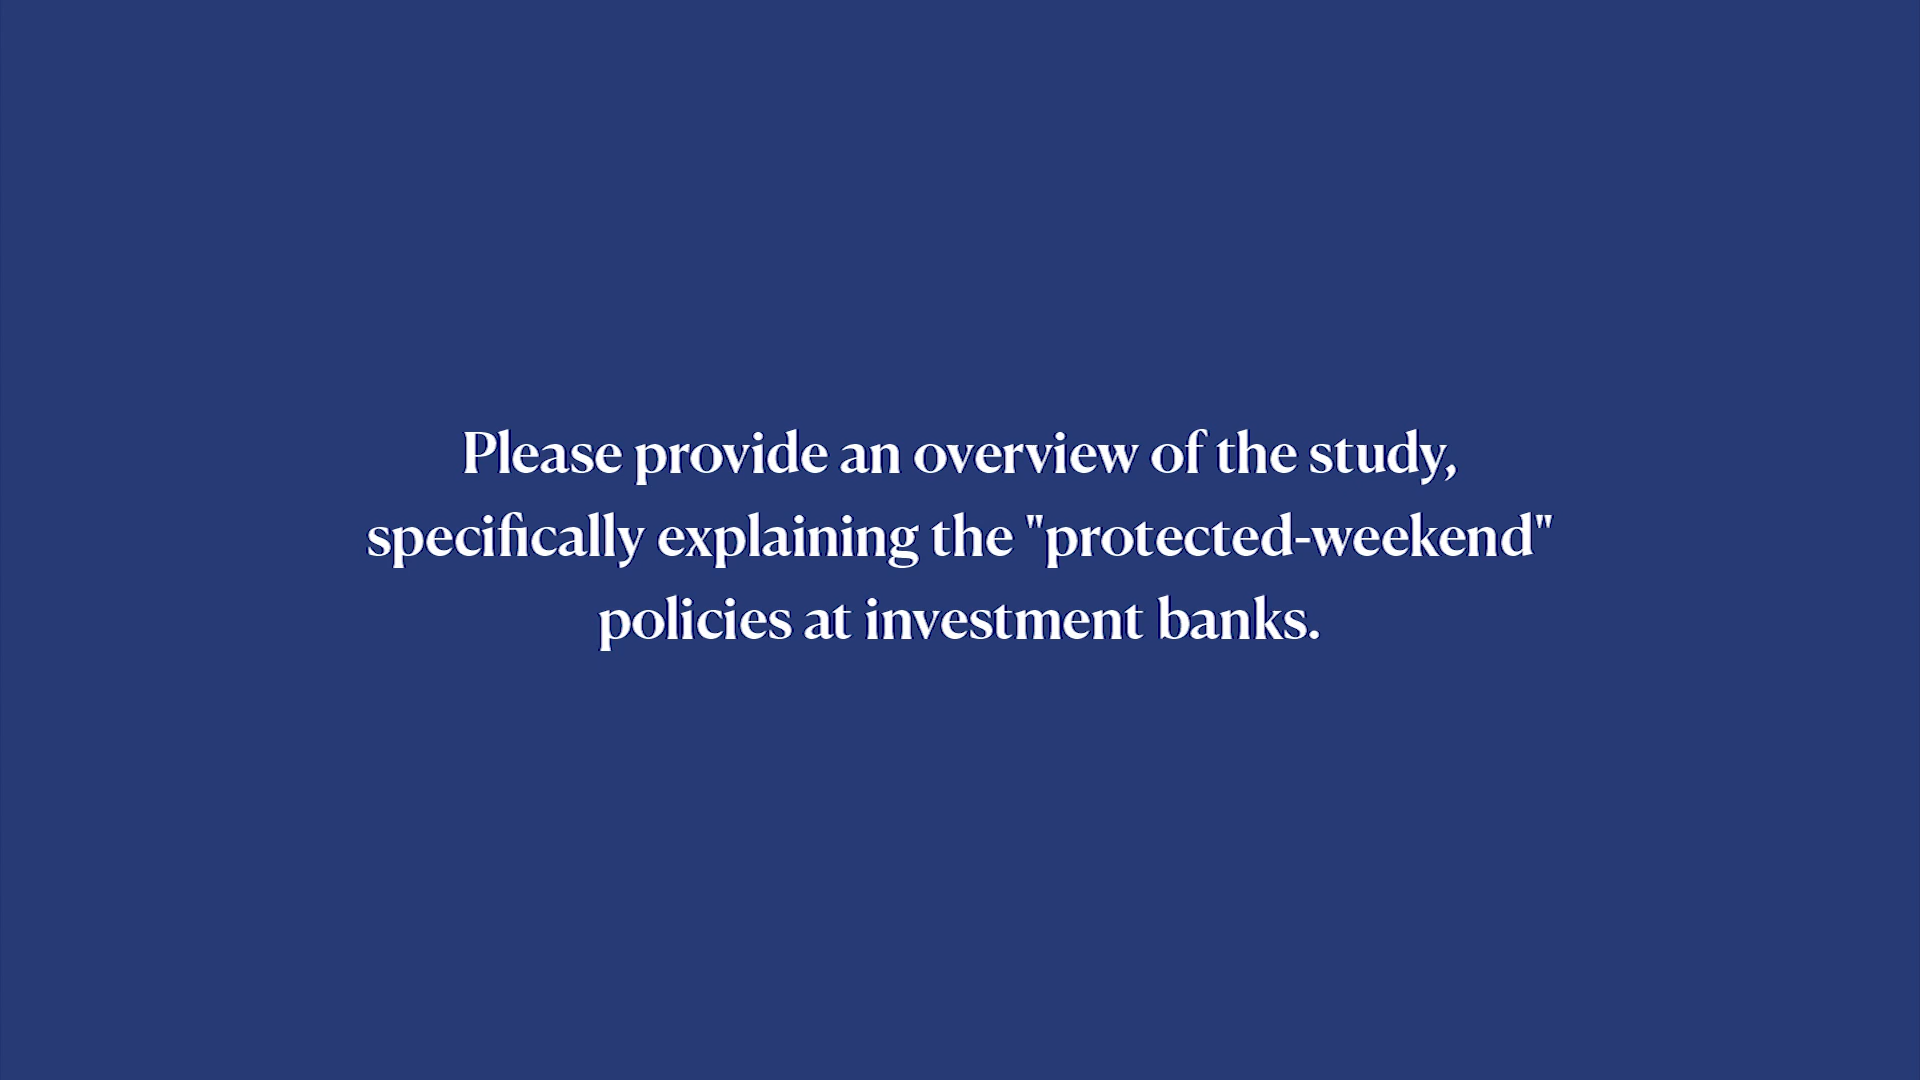 Please provide an overview of the study,
specifically explaining the "protected-weekend"
policies at investment banks.